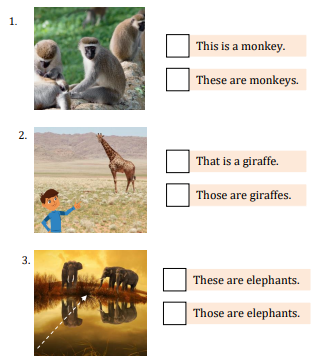 1.
This is a monkey.
These are monkeys.
2.
That is a giraffe.
Those are giraffes.
3.
These are elephants.
Those are elephants.